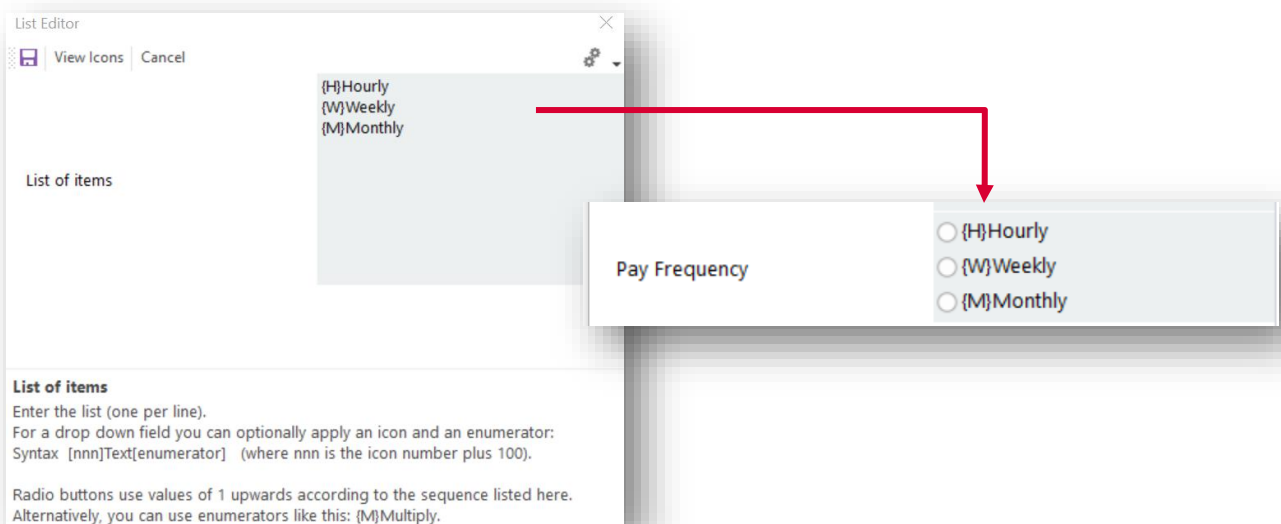 List Editor
View Icons Cancel
{H}Hourly
{W}Weekly
{M}Monthly
List of items
Pay Frequency
{H}Hourly
{W}Weekly
{M}Monthly
List of items
Enter the list (one per line).
For a drop down field you can optionally apply an icon and an enumerator:
Syntax [nnn]Text[enumerator] (where nnn is the icon number plus 100).
Radio buttons use values of 1 upwards according to the sequence listed here.
Alternatively, you can use enumerators like this: {M}Multiply.